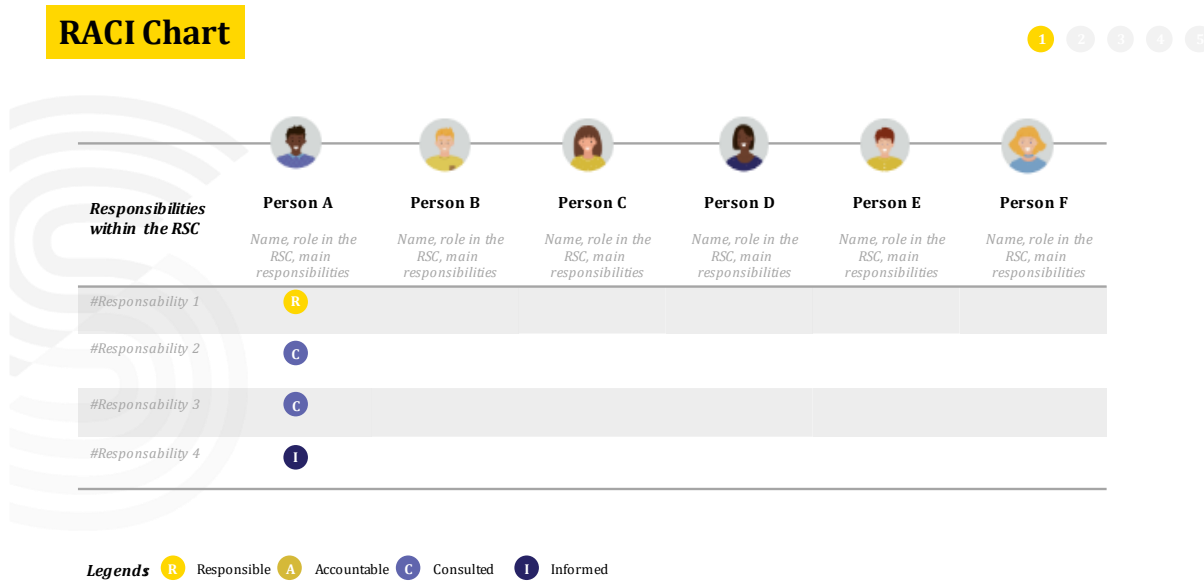 RACI Chart
1 2 3 4 5
Responsibilities within the RSC
Person A Person B Person C Person D Person E Person F
Name, role in the RSC, main responsibilities
Name, role in the RSC, main responsibilities
Name, role in the RSC, main responsibilities
Name, role in the RSC, main responsibilities
Name, role in the RSC, main responsibilities
Name, role in the RSC, main responsibilities
#Responsability 1 R
#Responsability 2 C
#Responsability 3 C
#Responsability 4 I
Legends R Responsible A Accountable C Consulted I Informed